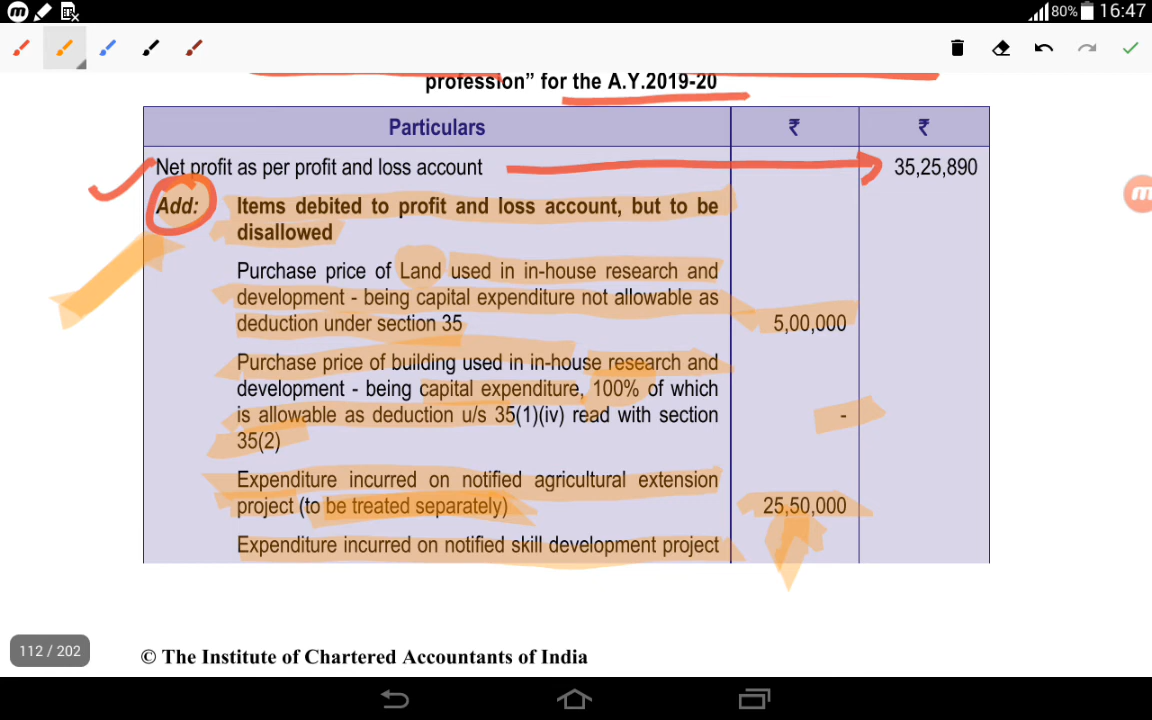 80% 16:47
profession” for the A.Y.2019-20
Particulars ₹ ₹
Net profit as per profit and loss account 35,25,890
Add: Items debited to profit and loss account, but to be
disallowed
Purchase price of Land used in in-house research and
development - being capital expenditure not allowable as
deduction under section 35 5,00,000
Purchase price of building used in in-house research and
development - being capital expenditure, 100% of which
is allowable as deduction u/s 35(1)(iv) read with section -
35(2)
Expenditure incurred on notified agricultural extension
project (to be treated separately) 25,50,000
Expenditure incurred on notified skill development project
112 / 202
© The Institute of Chartered Accountants of India